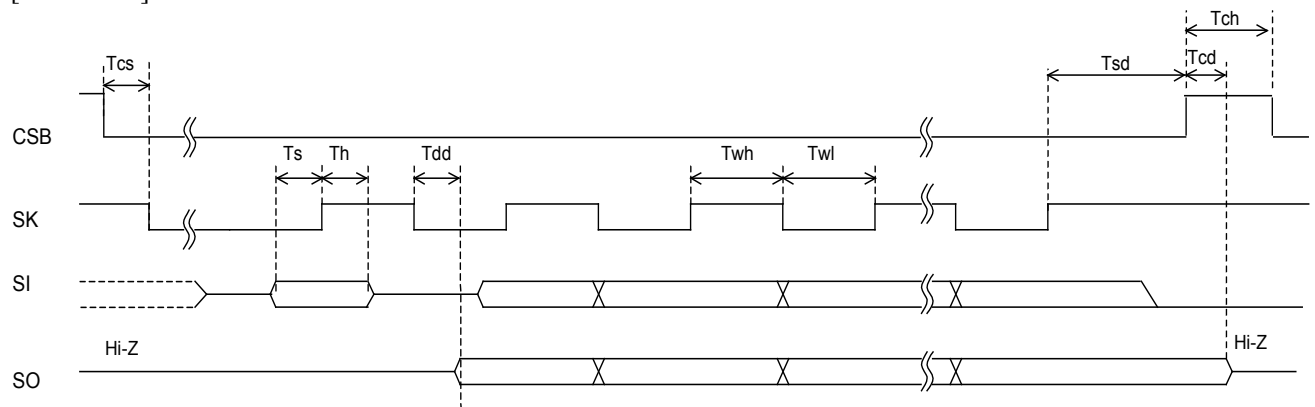 Tch
Tcs
Tsd
Tcd
CSB
Ts
Th
Tdd
Twh
Twl
SK
SI
Hi-Z
Hi-Z
SO